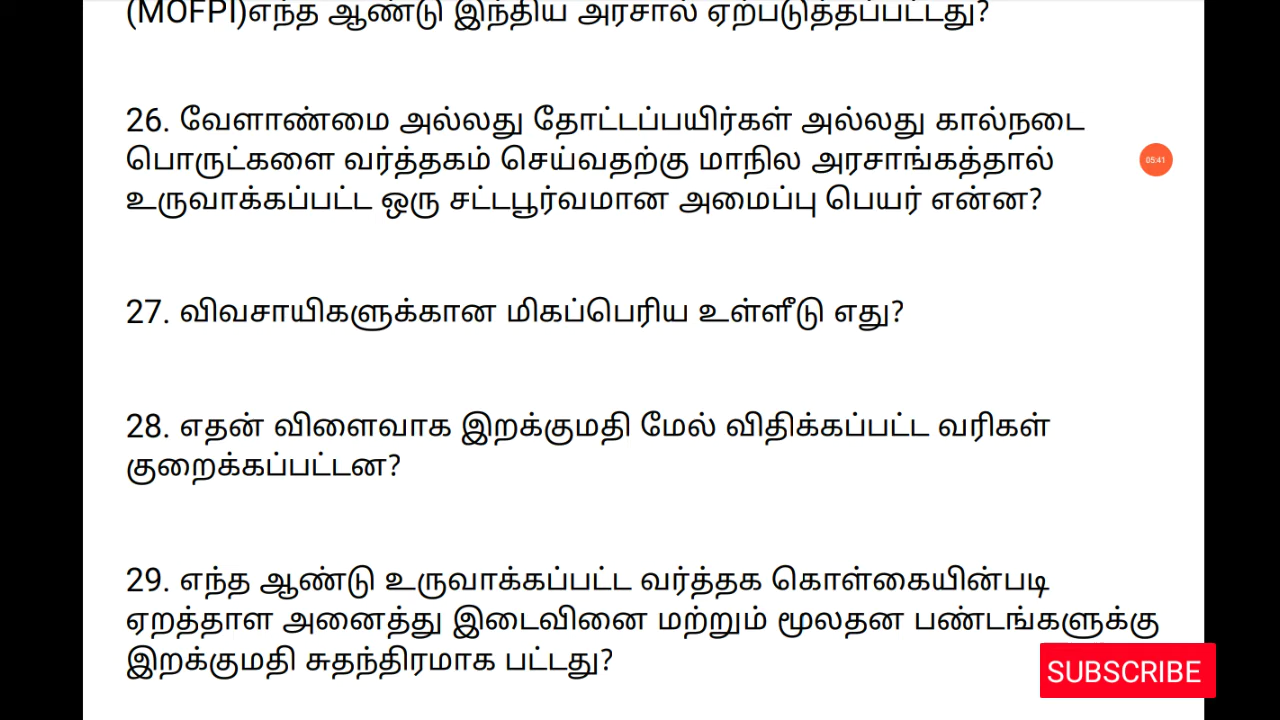 (MOFPI)எந்த ஆண்டு இந்திய அரசால் ஏற்படுத்தப்பட்டது?
26. வேளாண்மை அல்லது தோட்டப்பயிர்கள் அல்லது கால்நடை
பொருட்களை வர்த்தகம் செய்வதற்கு மாநில அரசாங்கத்தால்
உருவாக்கப்பட்ட ஒரு சட்டபூர்வமான அமைப்பு பெயர் என்ன?
05:41
27. விவசாயிகளுக்கான மிகப்பெரிய உள்ளீடு எது?
28. எதன் விளைவாக இறக்குமதி மேல் விதிக்கப்பட்ட வரிகள்
குறைக்கப்பட்டன?
29. எந்த ஆண்டு உருவாக்கப்பட்ட வர்த்தக கொள்கையின்படி
ஏறத்தாள அனைத்து இடைவினை மற்றும் மூலதன பண்டங்களுக்கு
இறக்குமதி சுதந்திரமாக பட்டது?
SUBSCRIBE